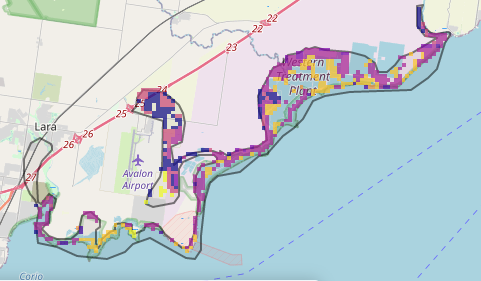 22
22
23
Western
Treatment
Plant
24
25
Lara
26
26
Avalon
Airport
27
Corio